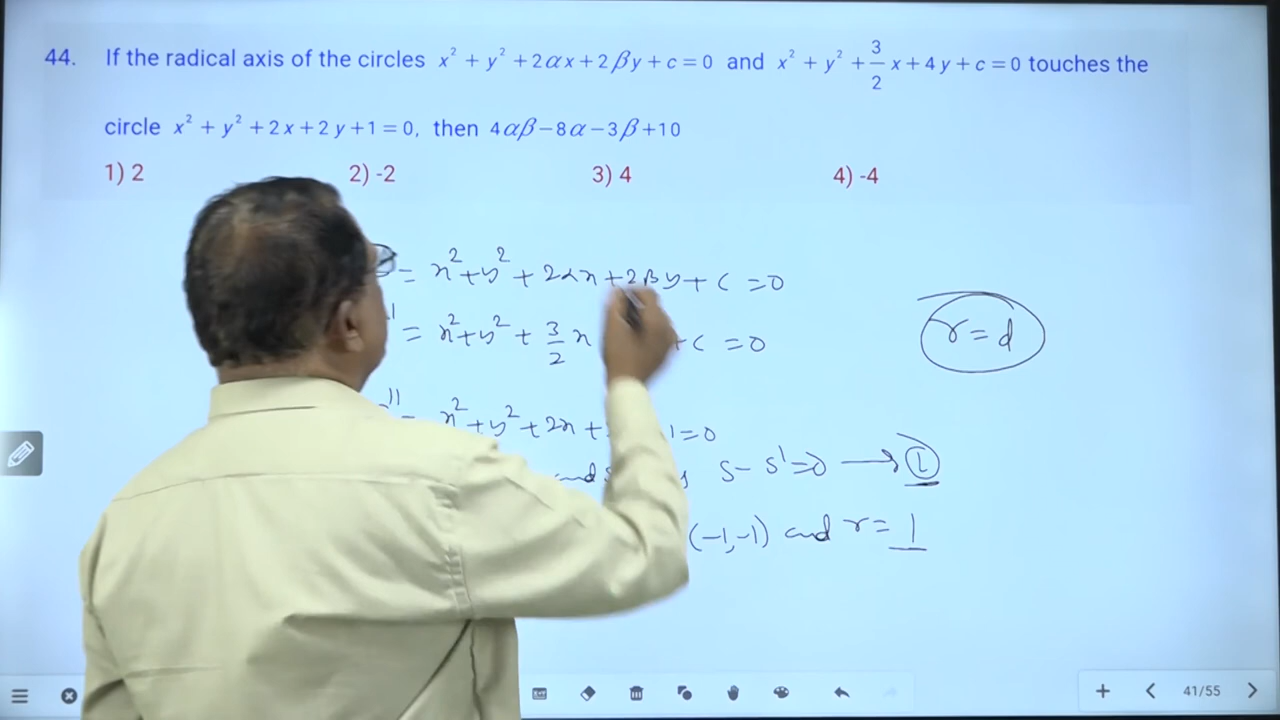 44. If the radical axis of the circles x² + y² + 2αx + 2βy + c = 0 and x² + y² + 3/2 x + 4y + c = 0 touches the
circle x² + y² + 2x + 2y + 1 = 0, then 4αβ − 8α − 3β + 10
1) 2 2) -2 3) 4 4) -4
= x² + y² + 2αx + 2βy + c = 0
= x² + y² + 3/2 x + c = 0
r = d
= x² + y² + 2x + 1 = 0
and S - S' = 0 → ①
(-1, -1) and r = 1
41/55